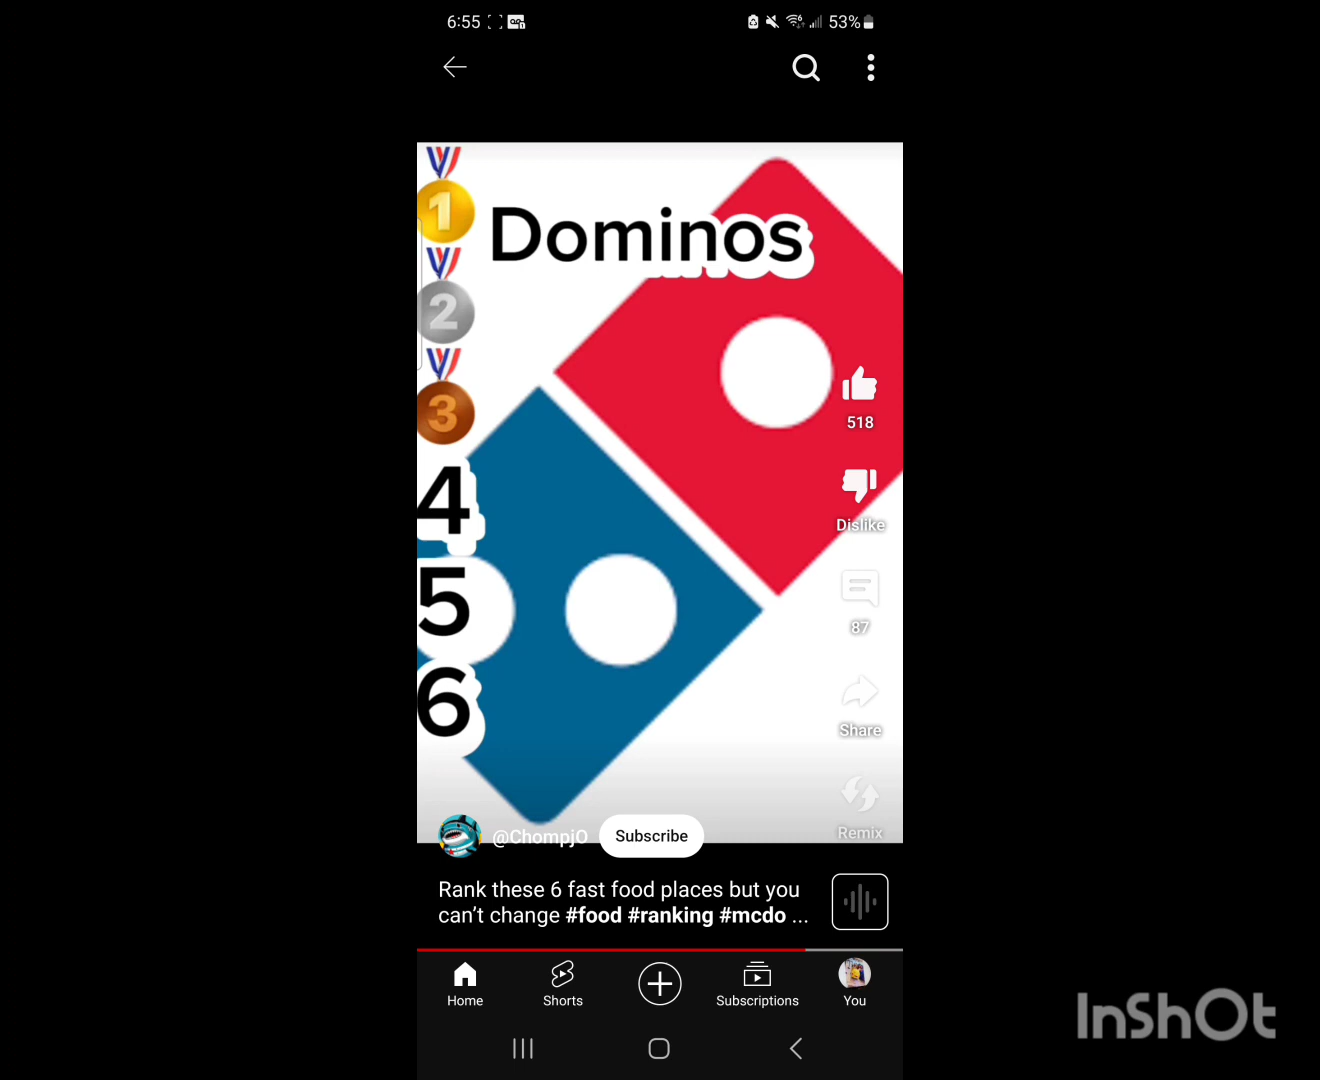 6:55
53%
1
Dominos
2
3
518
4
Dislike
5
87
6
Share
Remix
@ChompjO
Subscribe
Rank these 6 fast food places but you
can't change #food #ranking #mcdo ...
Home
Shorts
Subscriptions
You
InShOt